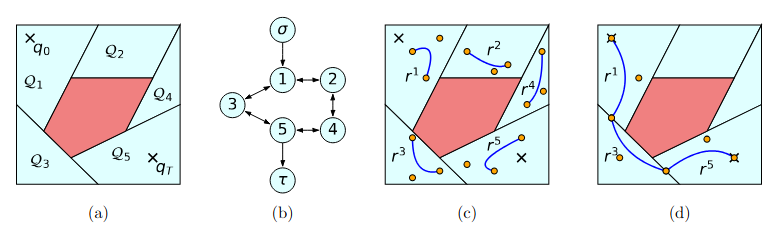 q₀
Q₁
Q₂
Q₃
Q₄
Q₅
q_T
(a)
σ
1
2
3
4
5
τ
(b)
r¹
r²
r³
r⁴
r⁵
(c)
r¹
r³
r⁵
(d)